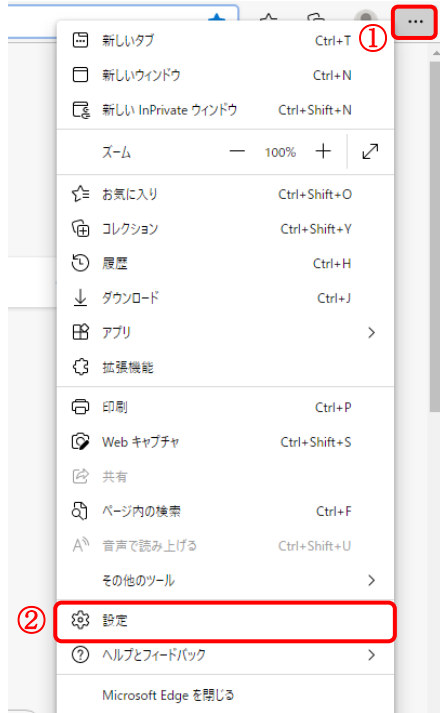 ①
新しいタブ Ctrl+T
新しいウィンドウ Ctrl+N
新しい InPrivate ウィンドウ Ctrl+Shift+N
ズーム 100%
お気に入り Ctrl+Shift+O
コレクション Ctrl+Shift+Y
履歴 Ctrl+H
ダウンロード Ctrl+J
アプリ
拡張機能
印刷 Ctrl+P
Web キャプチャ Ctrl+Shift+S
共有
ページ内の検索 Ctrl+F
音声で読み上げる Ctrl+Shift+U
その他のツール
② 設定
ヘルプとフィードバック
Microsoft Edge を閉じる